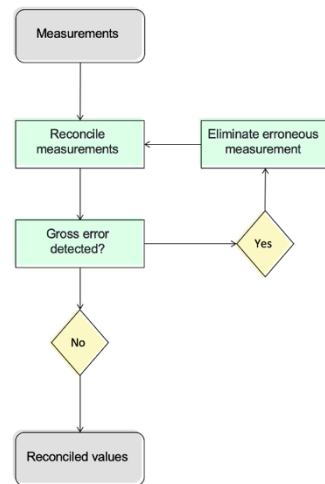 Measurements
Reconcile
measurements
Eliminate erroneous
measurement
Gross error
detected?
Yes
No
Reconciled values